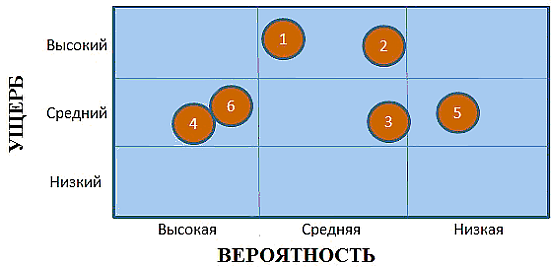 УЩЕРБ
Высокий
1
2
Средний
6
4
3
5
Низкий
Высокая
Средняя
Низкая
ВЕРОЯТНОСТЬ